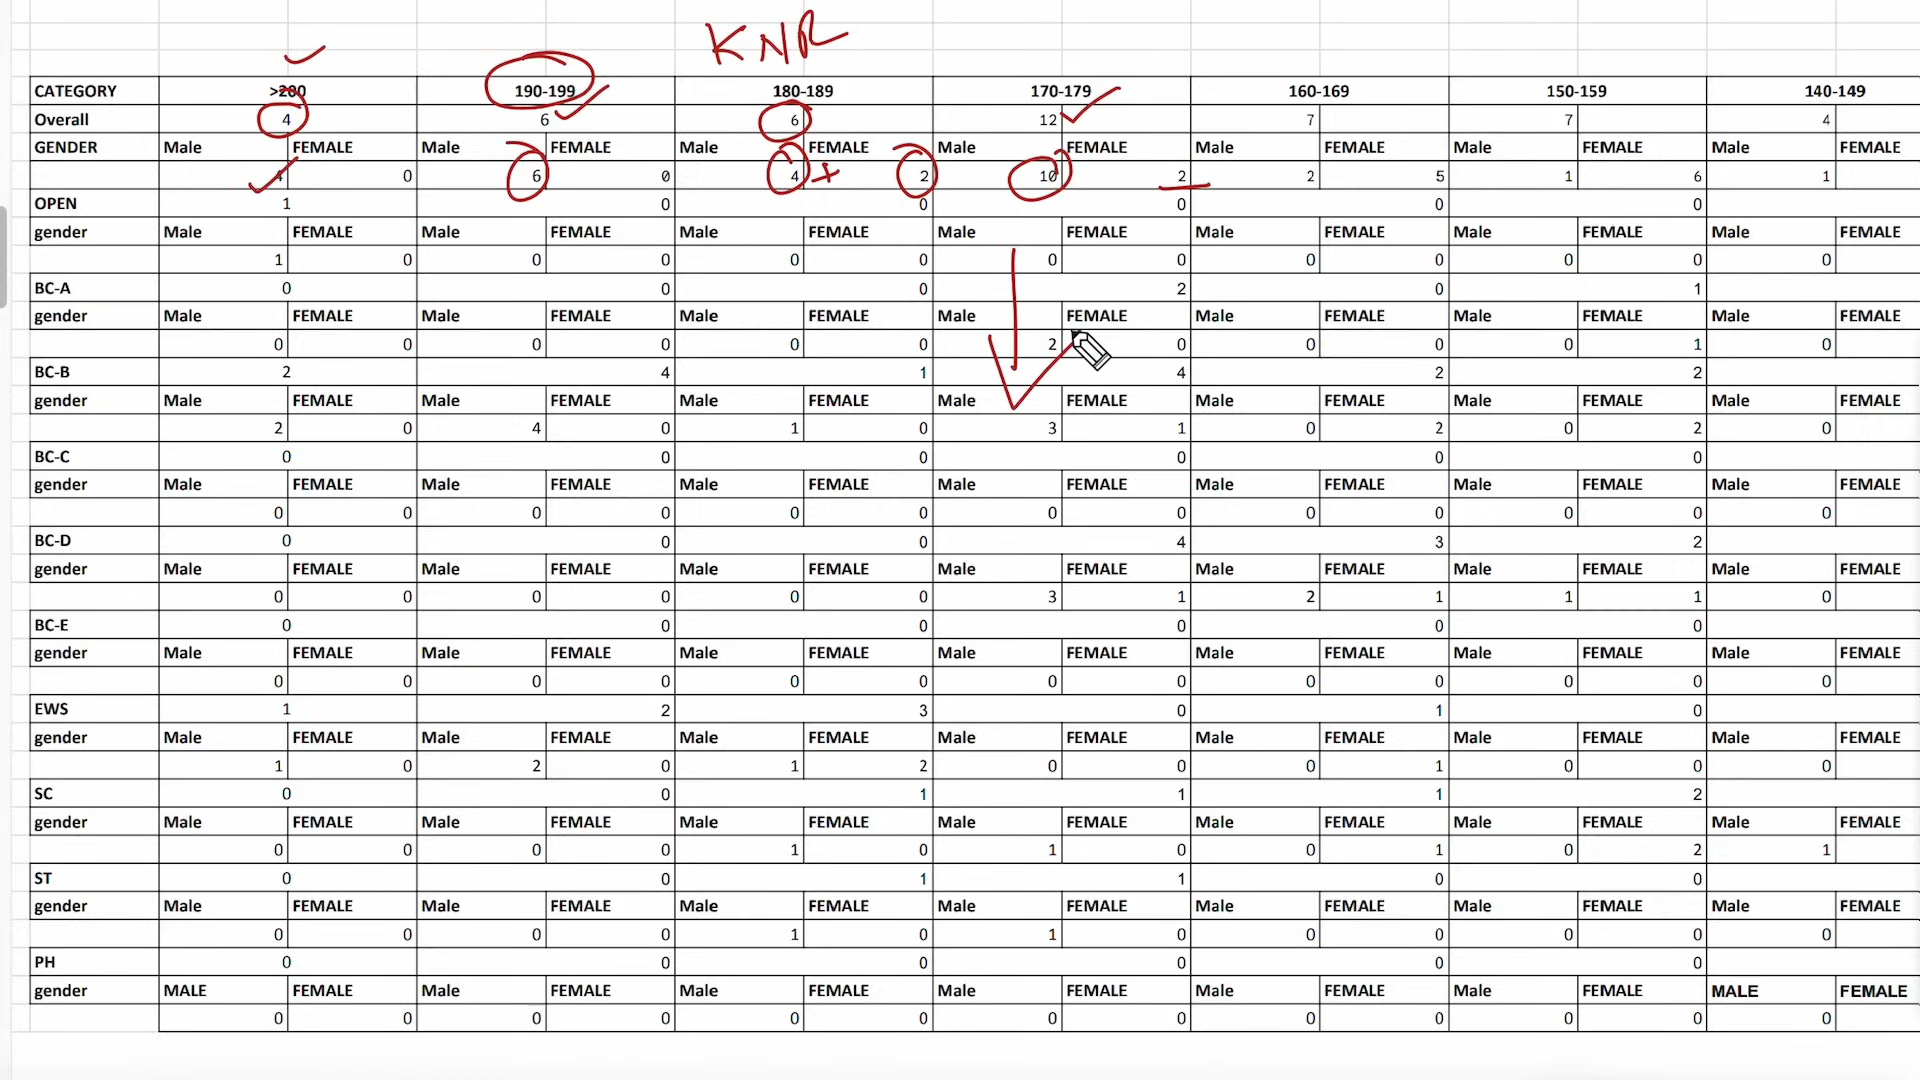 KNR
CATEGORY >200 190-199 180-189 170-179 160-169 150-159 140-149
Overall 4 6 6 12 7 7 4
GENDER Male FEMALE Male FEMALE Male FEMALE Male FEMALE Male FEMALE Male FEMALE Male FEMALE
4 0 6 0 4 + 2 10 2 2 5 1 6 1
OPEN 1 0 0 0 0 0
gender Male FEMALE Male FEMALE Male FEMALE Male FEMALE Male FEMALE Male FEMALE Male FEMALE
1 0 0 0 0 0 0 0 0 0 0 0 0
BC-A 0 0 0 2 0 1
gender Male FEMALE Male FEMALE Male FEMALE Male FEMALE Male FEMALE Male FEMALE Male FEMALE
0 0 0 0 0 0 2 0 0 0 0 1 0
BC-B 2 4 1 4 2 2
gender Male FEMALE Male FEMALE Male FEMALE Male FEMALE Male FEMALE Male FEMALE Male FEMALE
2 0 4 0 1 0 3 1 0 2 0 2 0
BC-C 0 0 0 0 0 0
gender Male FEMALE Male FEMALE Male FEMALE Male FEMALE Male FEMALE Male FEMALE Male FEMALE
0 0 0 0 0 0 0 0 0 0 0 0 0
BC-D 0 0 0 4 3 2
gender Male FEMALE Male FEMALE Male FEMALE Male FEMALE Male FEMALE Male FEMALE Male FEMALE
0 0 0 0 0 0 3 1 2 1 1 1 0
BC-E 0 0 0 0 0 0
gender Male FEMALE Male FEMALE Male FEMALE Male FEMALE Male FEMALE Male FEMALE Male FEMALE
0 0 0 0 0 0 0 0 0 0 0 0 0
EWS 1 2 3 0 1 0
gender Male FEMALE Male FEMALE Male FEMALE Male FEMALE Male FEMALE Male FEMALE Male FEMALE
1 0 2 0 1 2 0 0 0 1 0 0 0
SC 0 0 1 1 1 2
gender Male FEMALE Male FEMALE Male FEMALE Male FEMALE Male FEMALE Male FEMALE Male FEMALE
0 0 0 0 1 0 1 0 0 1 0 2 1
ST 0 0 1 1 0 0
gender Male FEMALE Male FEMALE Male FEMALE Male FEMALE Male FEMALE Male FEMALE Male FEMALE
0 0 0 0 1 0 1 0 0 0 0 0 0
PH 0 0 0 0 0 0
gender MALE FEMALE Male FEMALE Male FEMALE Male FEMALE Male FEMALE Male FEMALE MALE FEMALE
0 0 0 0 0 0 0 0 0 0 0 0 0